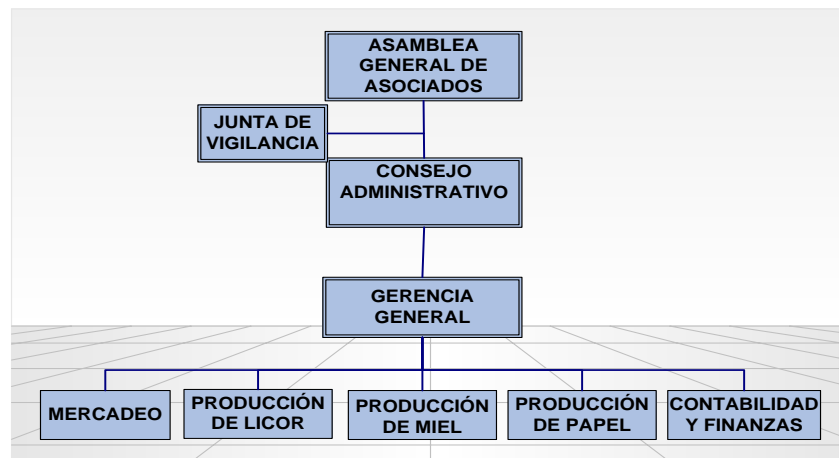 ASAMBLEA
GENERAL DE
ASOCIADOS
JUNTA DE
VIGILANCIA
CONSEJO
ADMINISTRATIVO
GERENCIA
GENERAL
MERCADEO
PRODUCCIÓN
DE LICOR
PRODUCCIÓN
DE MIEL
PRODUCCIÓN
DE PAPEL
CONTABILIDAD
Y FINANZAS